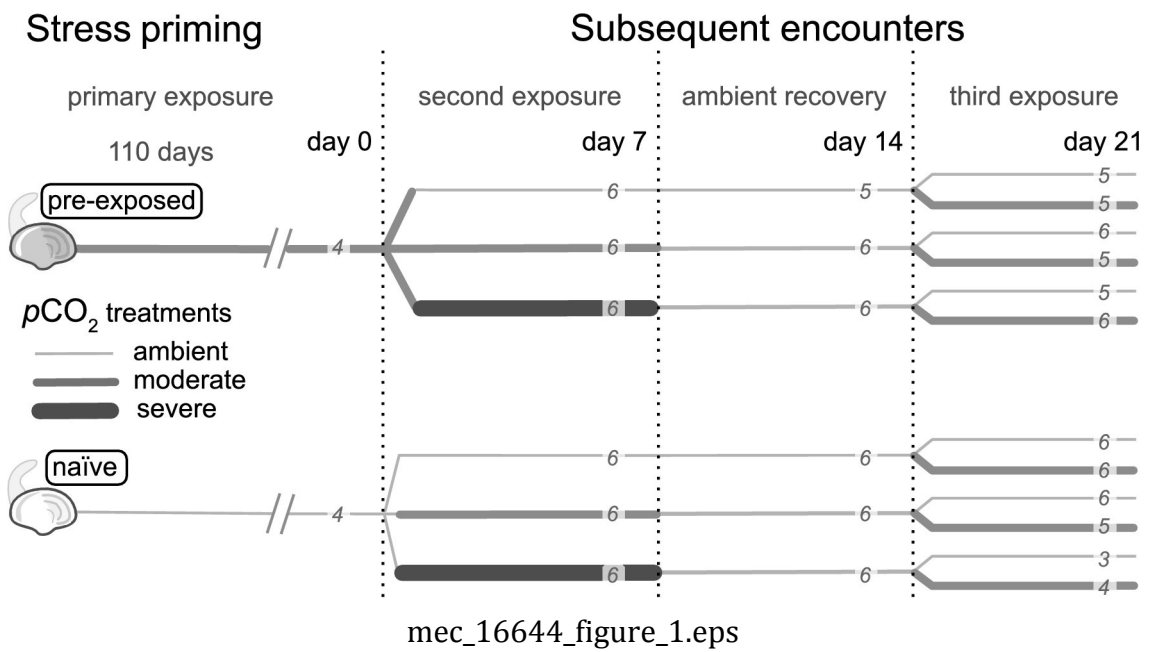 Stress priming
Subsequent encounters
primary exposure
second exposure
ambient recovery
third exposure
110 days
day 0
day 7
day 14
day 21
pre-exposed
6
5
5
5
4
6
6
6
5
6
6
5
6
pCO2 treatments
ambient
moderate
severe
naïve
6
6
6
6
4
6
6
6
5
6
6
3
4
mec_16644_figure_1.eps